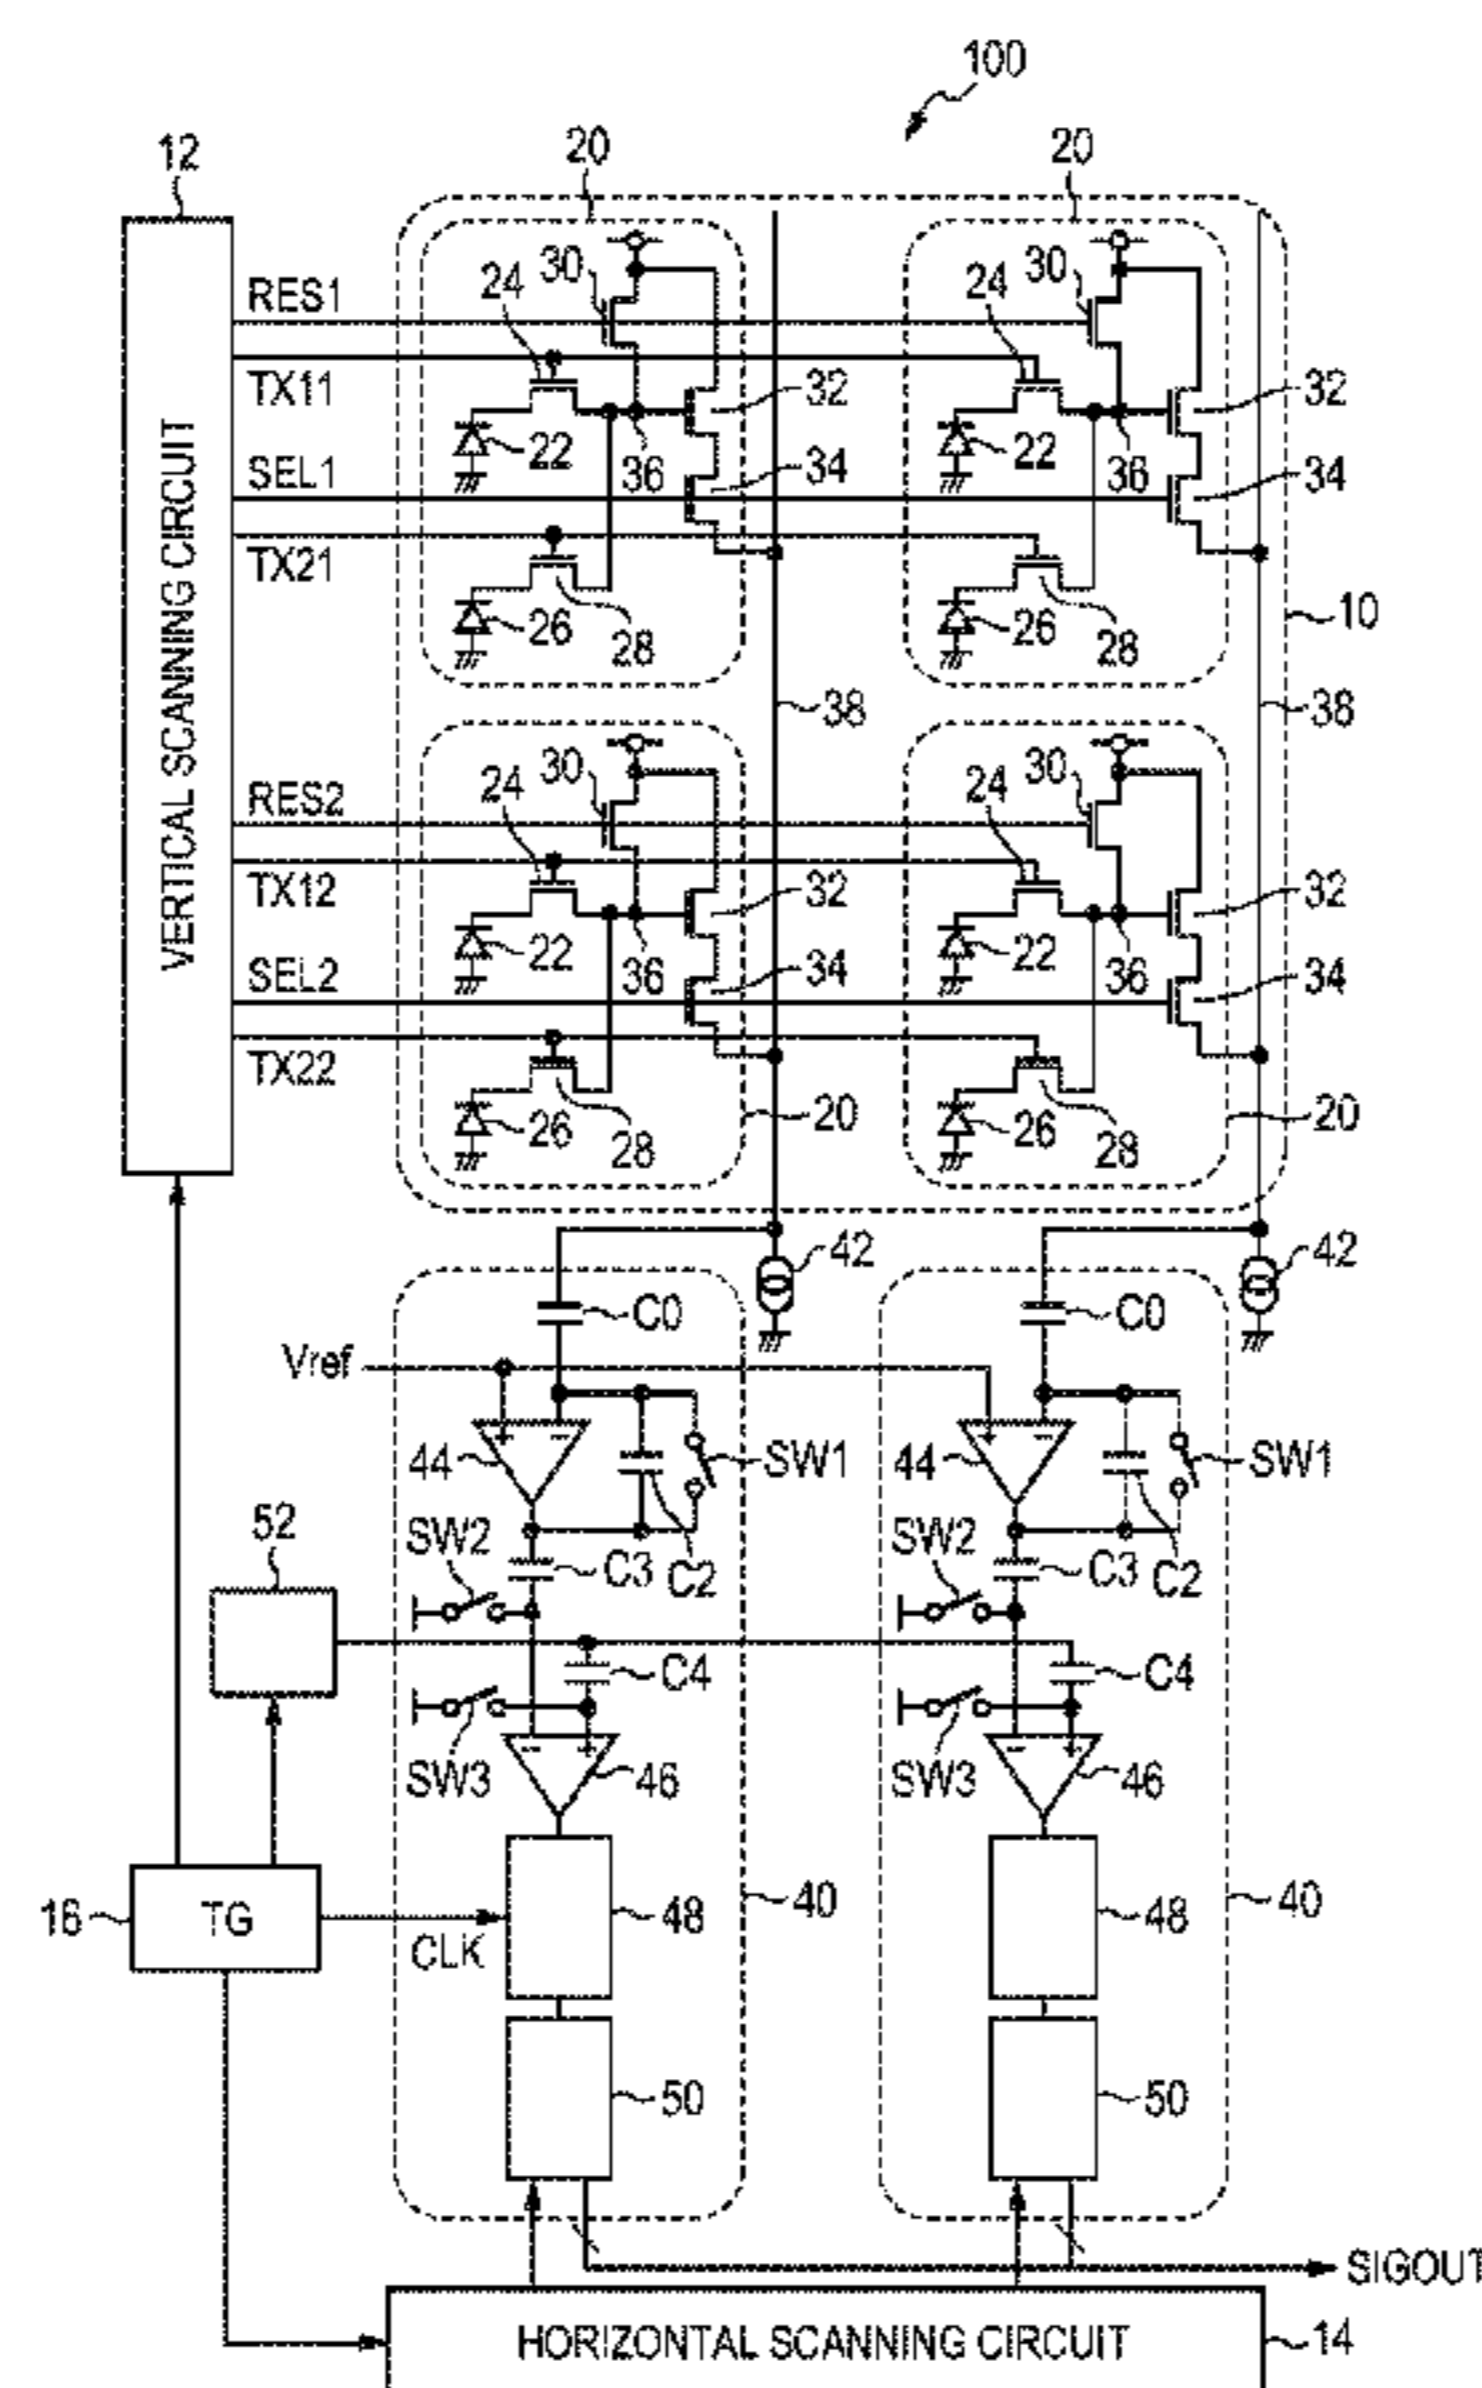 100
12
20
20
RES1
24
30
24
30
TX11
32
32
22
36
22
36
SEL1
34
34
TX21
26
28
26
28
10
38
38
VERTICAL SCANNING CIRCUIT
RES2
24
30
24
30
TX12
32
32
22
36
22
36
SEL2
34
34
TX22
26
28
20
26
28
20
42
42
C0
C0
Vref
+
−
+
−
44
SW1
44
SW1
52
SW2
C3
C2
SW2
C3
C2
C4
C4
−
+
−
+
SW3
46
SW3
46
16
TG
CLK
48
40
48
40
50
50
SIGOUT
HORIZONTAL SCANNING CIRCUIT
14